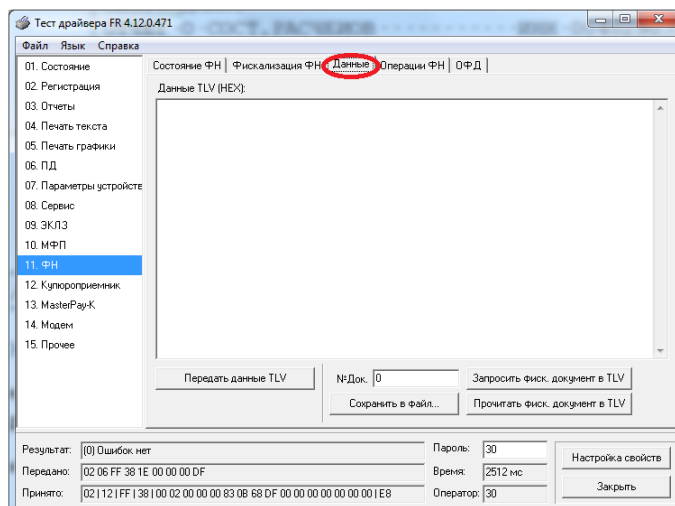 Тест драйвера FR 4.12.0.471
Файл Язык Справка
01. Состояние
02. Регистрация
03. Отчеты
04. Печать текста
05. Печать графики
06. ПД
07. Параметры устройств
08. Сервис
09. ЭКЛЗ
10. МФП
11. ФН
12. Купюроприемник
13. MasterPay-К
14. Модем
15. Прочее
Состояние ФН Фискализация ФН Данные Операции ФН ОФД
Данные TLV (HEX):
Передать данные TLV
№Док. 0
Запросить фиск. документ в TLV
Сохранить в файл...
Прочитать фиск. документ в TLV
Результат: (0) Ошибок нет
Пароль: 30
Передано: 02 06 FF 38 1E 00 00 00 DF
Время: 2512 мс
Настройка свойств
Принято: 02 | 12 | FF | 38 | 00 02 00 00 00 83 0B 68 DF 00 00 00 00 00 00 00 | E8
Оператор: 30
Закрыть